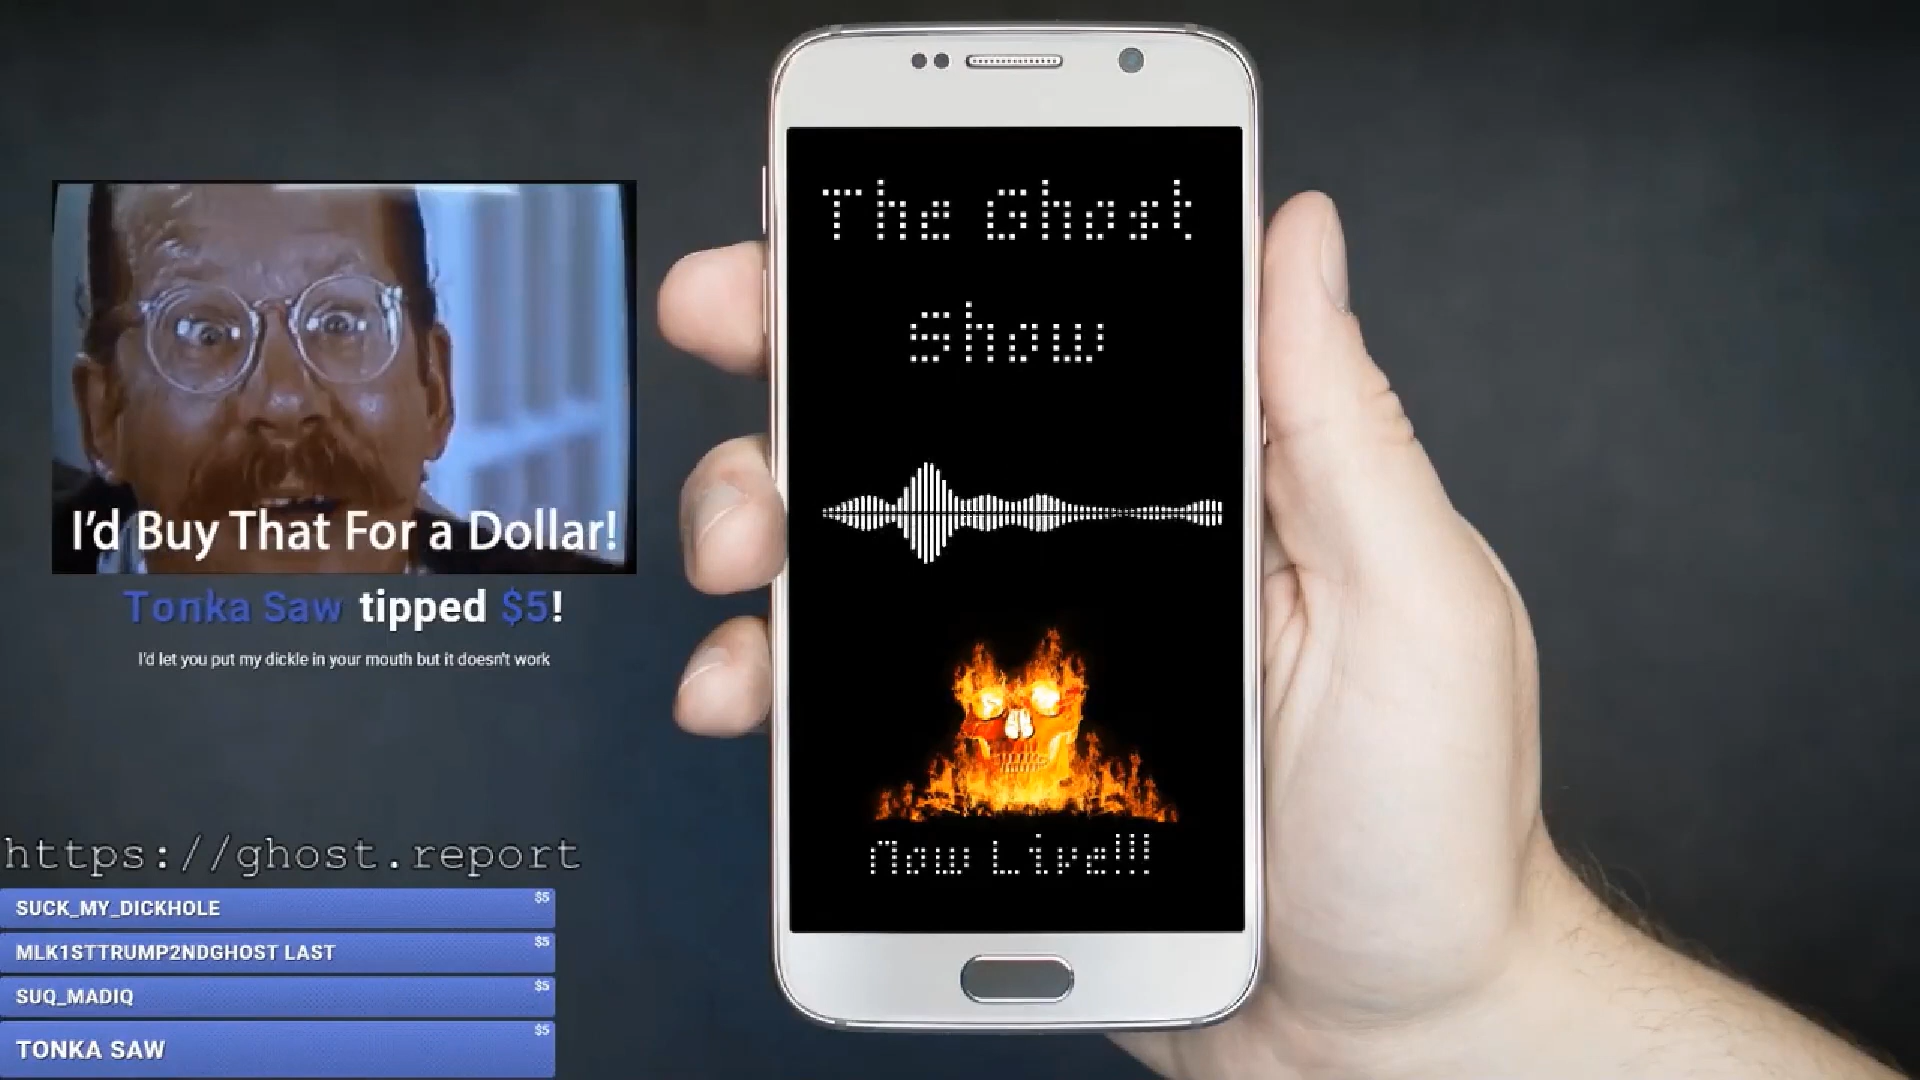 I'd Buy That For a Dollar!
Tonka Saw tipped $5!
I'd let you put my dickle in your mouth but it doesn't work
https://ghost.report
SUCK_MY_DICKHOLE $5
MLK1STTRUMP2NDGHOST LAST $5
SUQ_MADIQ $5
TONKA SAW $5
The Ghost
Show
Now Live!!!